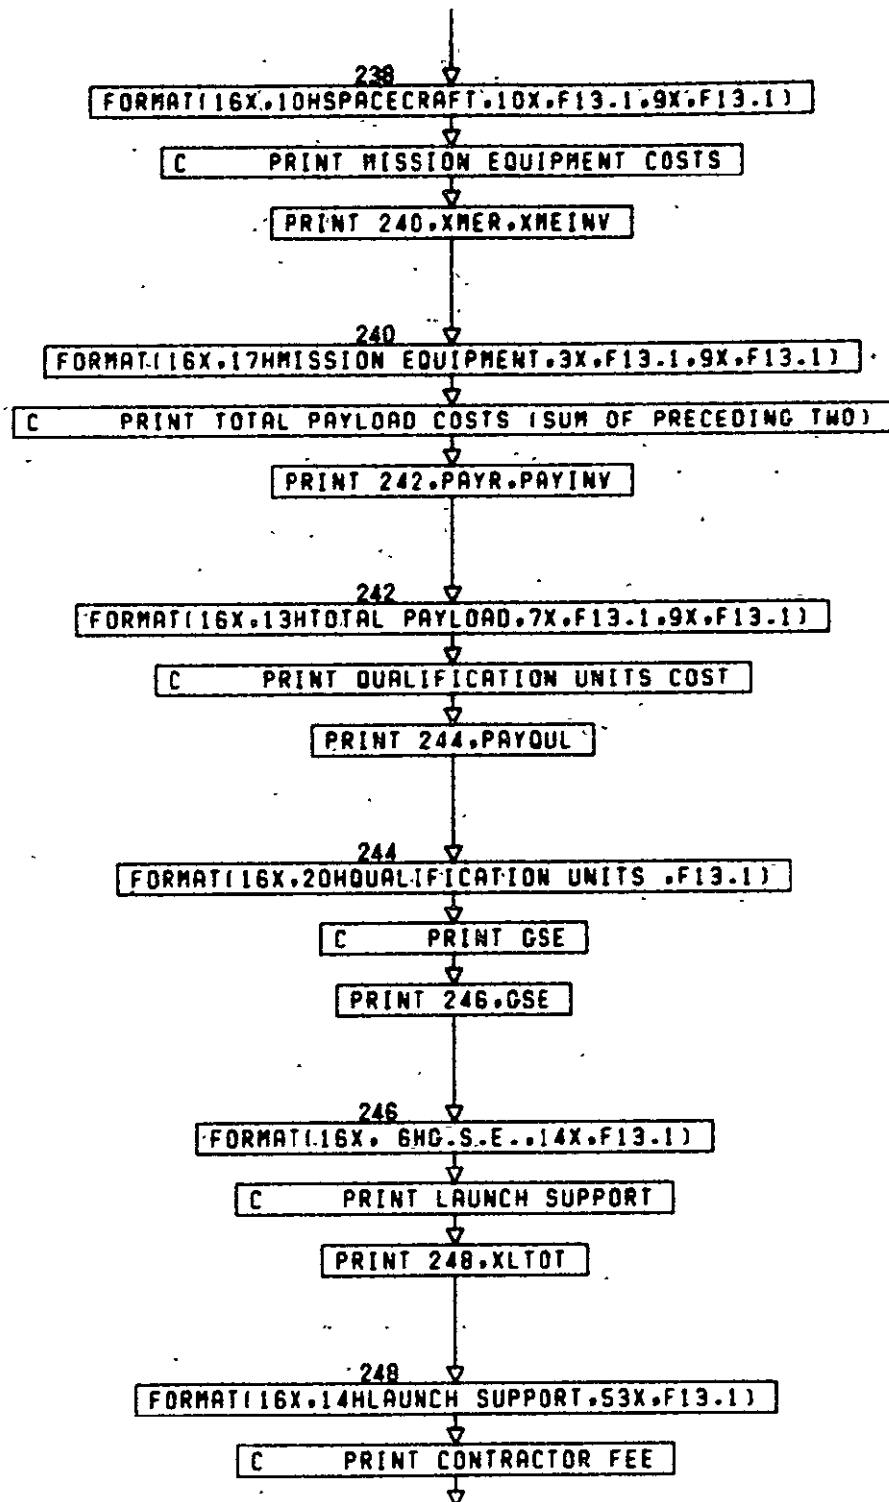 238
FORMAT(16X,10HSPACECRAFT,10X,F13.1,9X,F13.1)
C PRINT MISSION EQUIPMENT COSTS
PRINT 240,XMER,XMEINV
240
FORMAT(16X,17HMISSION EQUIPMENT,3X,F13.1,9X,F13.1)
C PRINT TOTAL PAYLOAD COSTS (SUM OF PRECEDING TWO)
PRINT 242,PAYR,PAYINV
242
FORMAT(16X,13HTOTAL PAYLOAD,7X,F13.1,9X,F13.1)
C PRINT QUALIFICATION UNITS COST
PRINT 244,PAYQUL
244
FORMAT(16X,20HQUALIFICATION UNITS ,F13.1)
C PRINT GSE
PRINT 246,GSE
246
FORMAT(16X, 6HG.S.E.,14X,F13.1)
C PRINT LAUNCH SUPPORT
PRINT 248,XLTOT
248
FORMAT(16X,14HLAUNCH SUPPORT,53X,F13.1)
C PRINT CONTRACTOR FEE